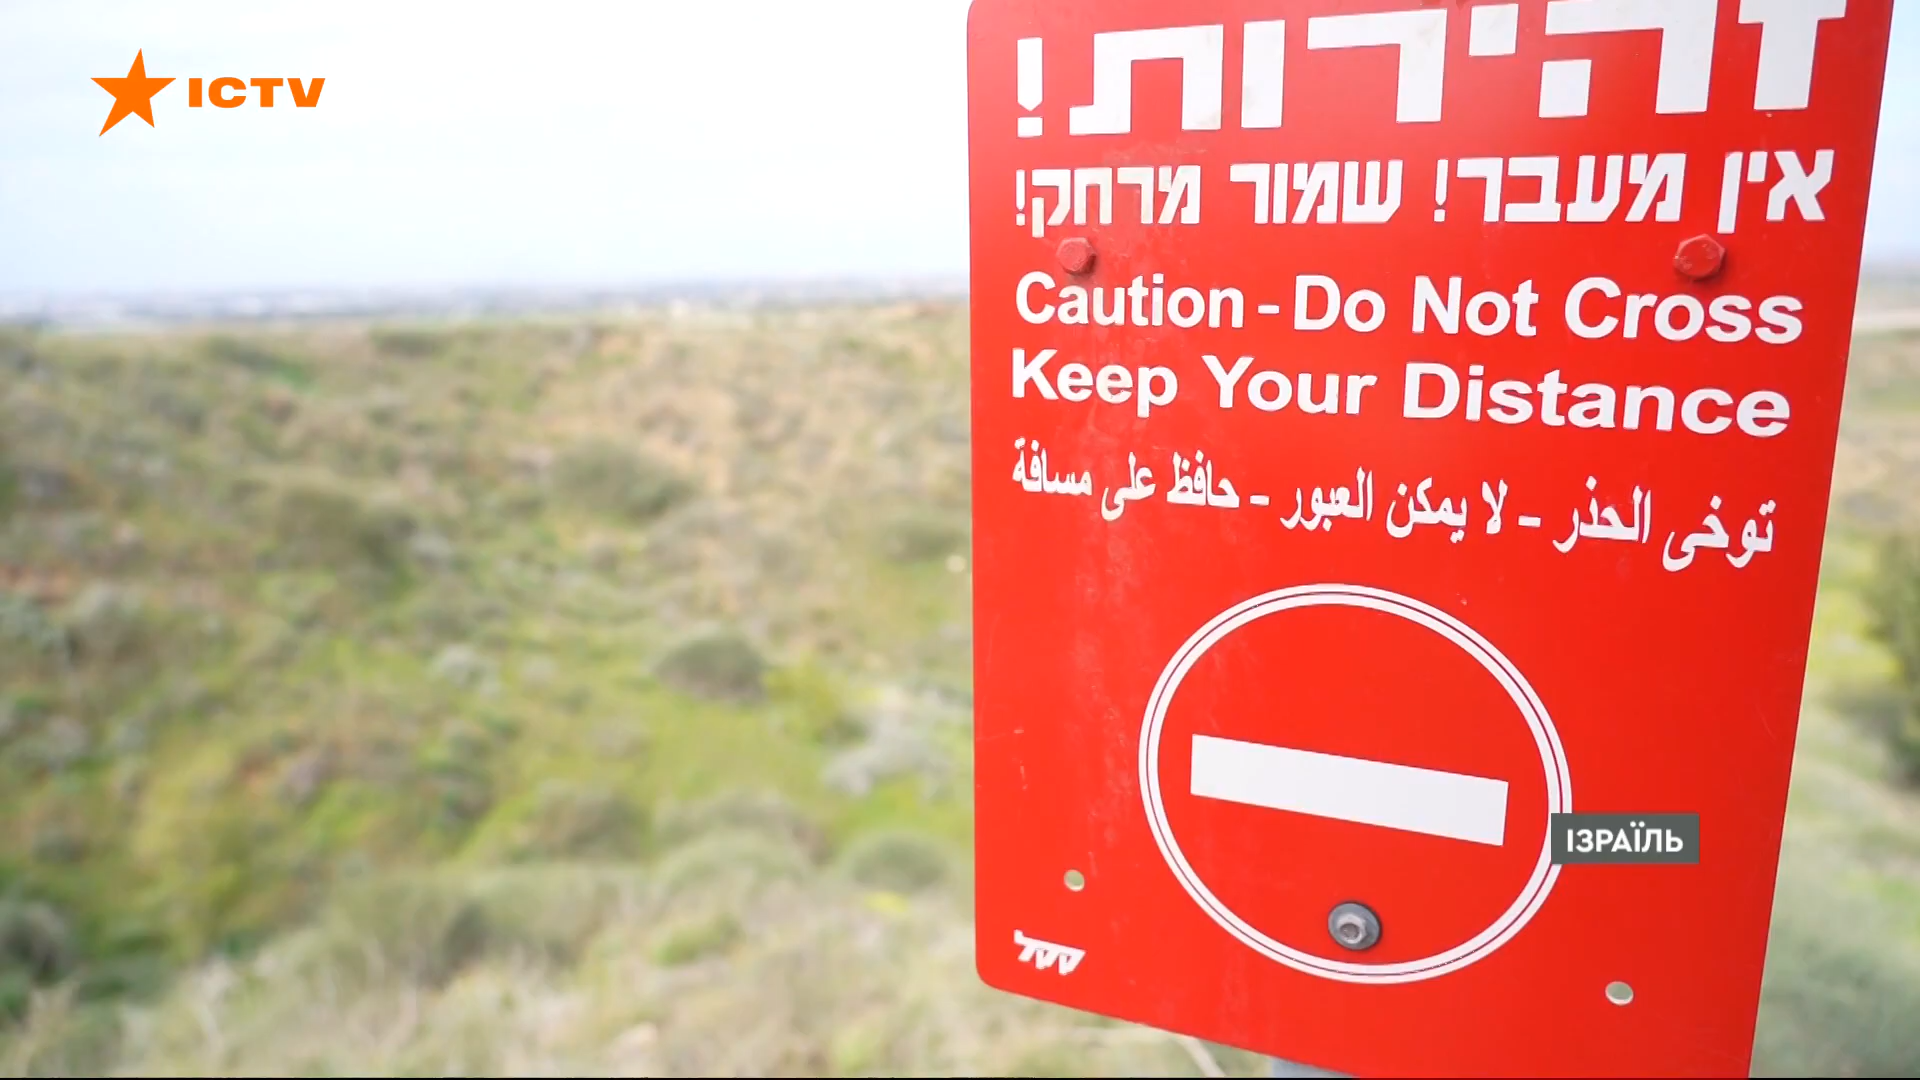 ICTV
זהירות!
אין מעבר! שמור מרחק!
Caution - Do Not Cross
Keep Your Distance
توخى الحذر - لا يمكن العبور - حافظ على مسافة
ІЗРАЇЛЬ